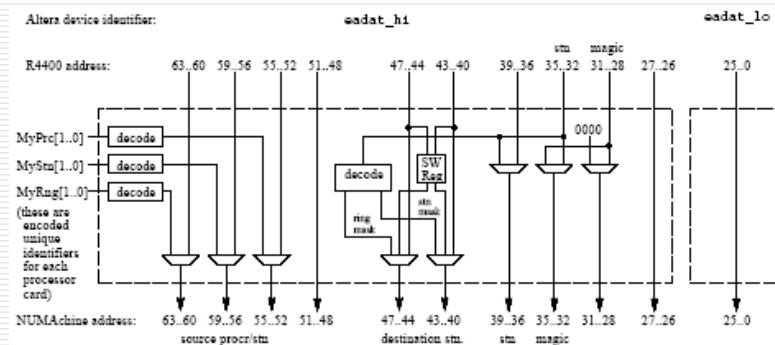 Altera device identifier: eadat_hi eadat_lo
stn magic
R4400 address: 63..60 59..56 55..52 51..48 47..44 43..40 39..36 35..32 31..28 27..26 25..0
0000
MyPrc[1..0] decode
MyStn[1..0] decode
SW Reg
decode
MyRng[1..0] decode
(these are
encoded
unique
identifiers
for each
processor
card)
ring mask
stn mask
NUMAchine address: 63..60 59..56 55..52 51..48 47..44 43..40 39..36 35..32 31..28 27..26 25..0
source procr/stn destination stn. stn magic